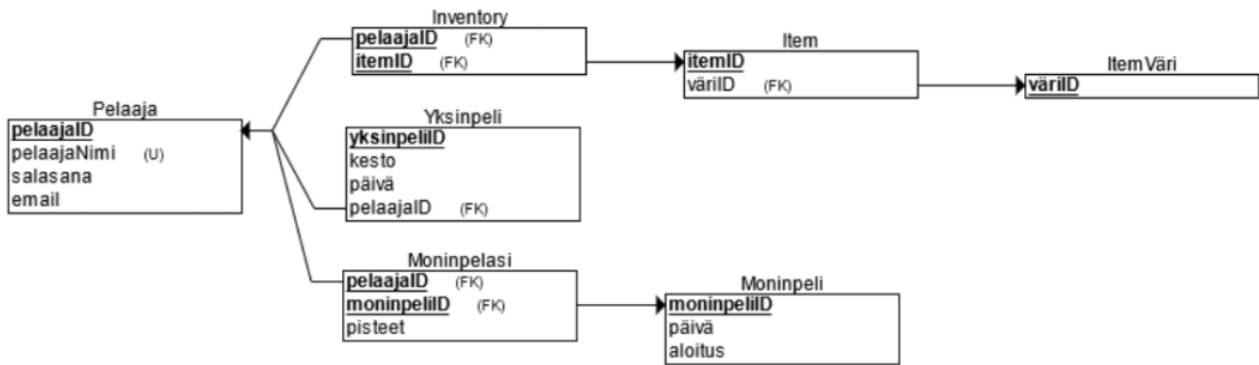 Pelaaja
pelaajaID
pelaajaNimi (U)
salasana
email
Inventory
pelaajaID (FK)
itemID (FK)
Item
itemID
väriID (FK)
ItemVäri
väriID
Yksinpeli
yksinpeliID
kesto
päivä
pelaajaID (FK)
Moninpelasi
pelaajaID (FK)
moninpeliID (FK)
pisteet
Moninpeli
moninpeliID
päivä
aloitus